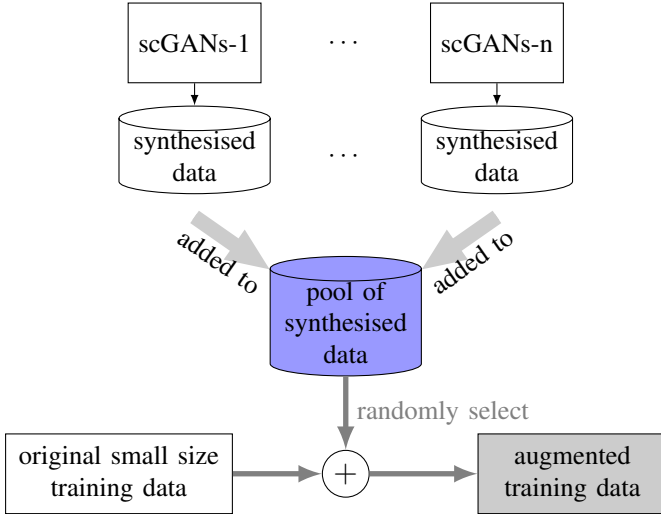 scGANs-1
. . .
scGANs-n
synthesised
data
. . .
synthesised
data
added to
added to
pool of
synthesised
data
randomly select
original small size
training data
+
augmented
training data